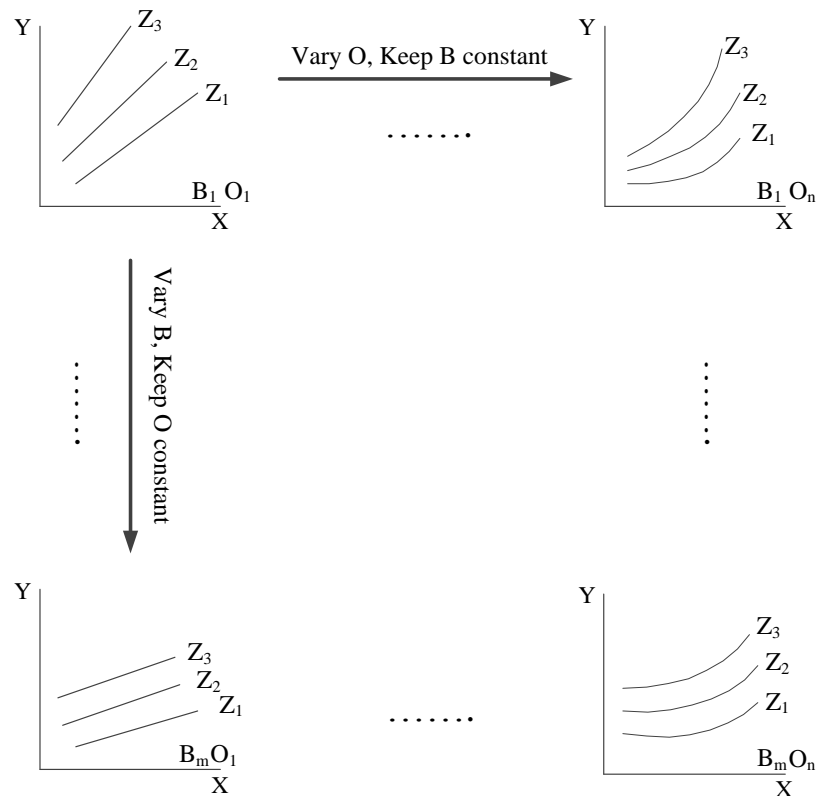 Y
Z₃
Z₂
Z₁
B₁ O₁
X
Vary O, Keep B constant
Y
Z₃
Z₂
Z₁
B₁ Oₙ
X
Vary B, Keep O constant
Y
Z₃
Z₂
Z₁
BₘO₁
X
Y
Z₃
Z₂
Z₁
BₘOₙ
X